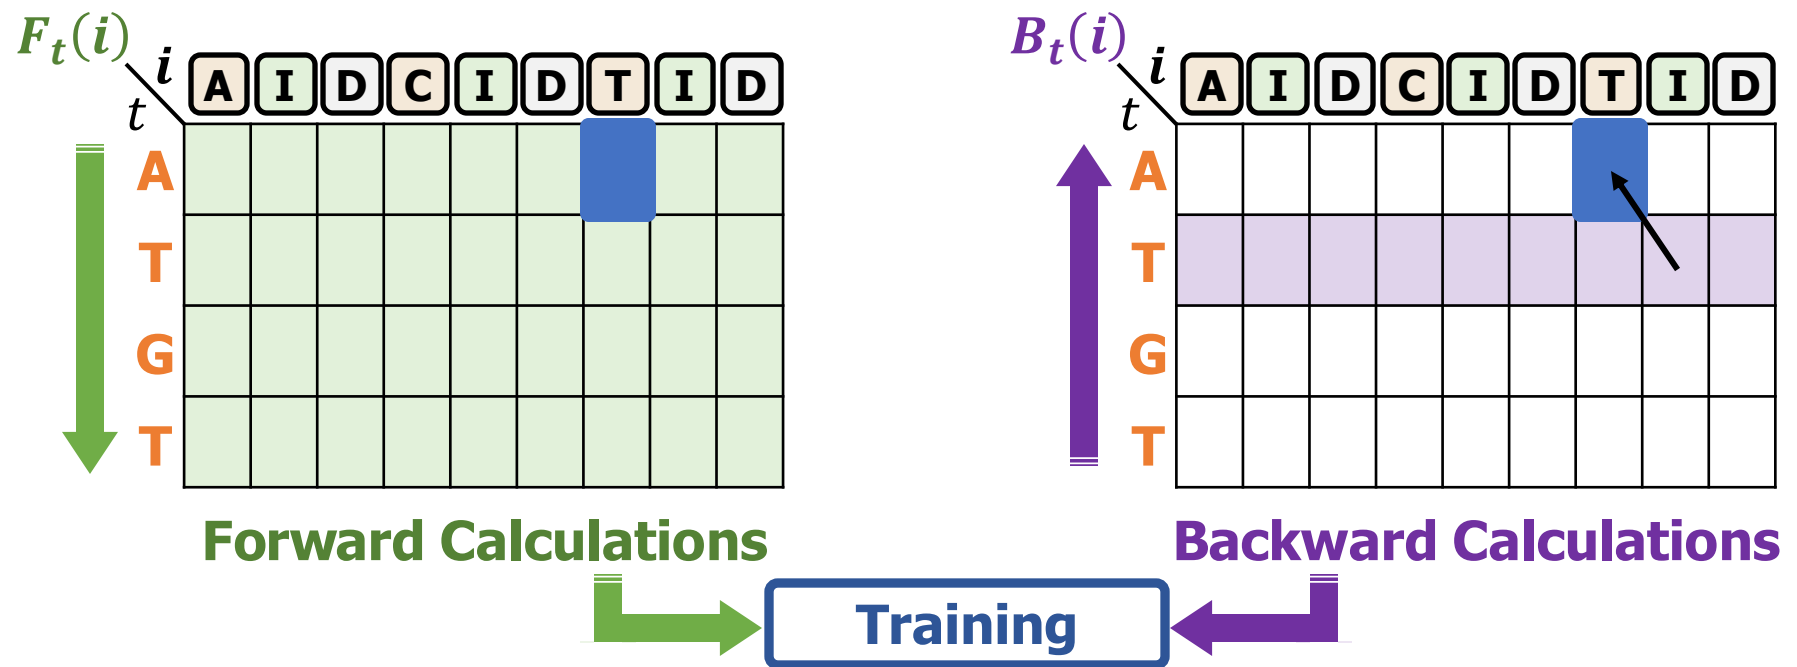 Fₜ(i)
i
t
A I D C I D T I D
A
T
G
T
Forward Calculations
Bₜ(i)
i
t
A I D C I D T I D
A
T
G
T
Backward Calculations
Training